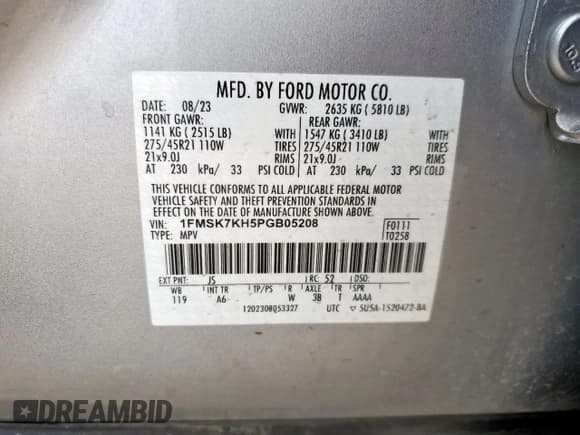 MFD. BY FORD MOTOR CO.
DATE: 08/23 GVWR: 2635 KG ( 5810 LB)
FRONT GAWR: REAR GAWR:
1141 KG ( 2515 LB) WITH 1547 KG ( 3410 LB) WITH
275/45R21 110W TIRES 275/45R21 110W TIRES
21x9.0J RIMS 21x9.0J RIMS
AT 230 kPa/ 33 PSI COLD AT 230 kPa/ 33 PSI COLD
THIS VEHICLE CONFORMS TO ALL APPLICABLE FEDERAL MOTOR
VEHICLE SAFETY AND THEFT PREVENTION STANDARDS IN
EFFECT ON THE DATE OF MANUFACTURE SHOWN ABOVE.
VIN: 1FMSK7KH5PGB05208 F0111
TYPE: MPV T0258
EXT PNT: JS RC: 52 DSO:
WB INT TR TP/PS R AXLE TR SPR
119 A6 W 3B T AAAA
1202308053327 UTC ▽ 5U5A-1520472-BA
DREAMBID